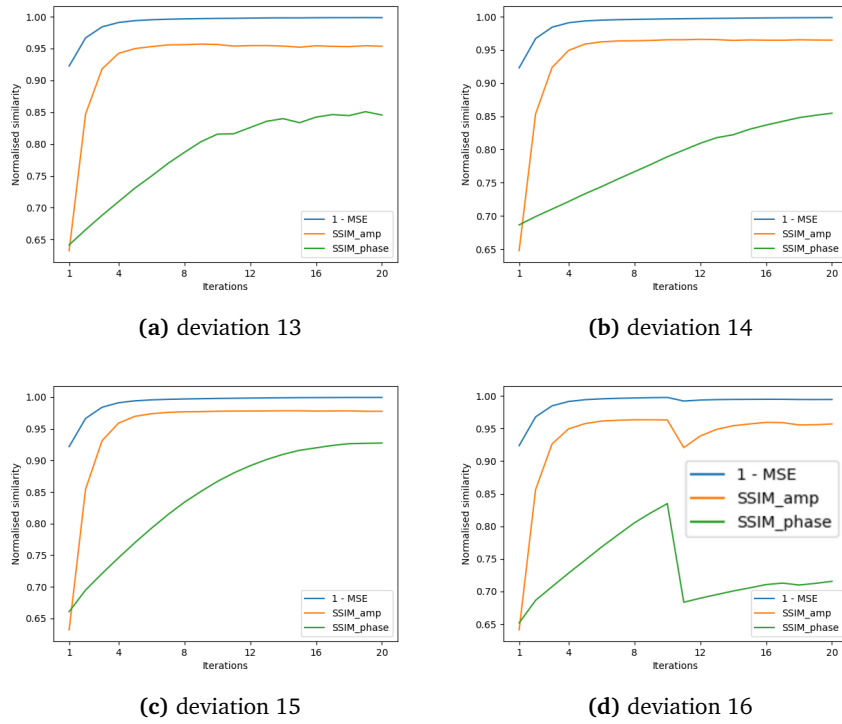 1.00
0.95
0.90
0.85
0.80
0.75
0.70
0.65
Normalised similarity
1 4 8 12 16 20
Iterations
1 - MSE
SSIM_amp
SSIM_phase
(a) deviation 13
1.00
0.95
0.90
0.85
0.80
0.75
0.70
0.65
Normalised similarity
1 4 8 12 16 20
Iterations
1 - MSE
SSIM_amp
SSIM_phase
(b) deviation 14
1.00
0.95
0.90
0.85
0.80
0.75
0.70
0.65
Normalised similarity
1 4 8 12 16 20
Iterations
1 - MSE
SSIM_amp
SSIM_phase
(c) deviation 15
1.00
0.95
0.90
0.85
0.80
0.75
0.70
0.65
Normalised similarity
1 4 8 12 16 20
Iterations
1 - MSE
SSIM_amp
SSIM_phase
1 - MSE
SSIM_amp
SSIM_phase
(d) deviation 16